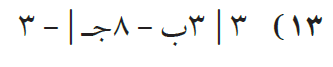 ١٣) ٣ | ٣ب − ٨جـ | − ٣